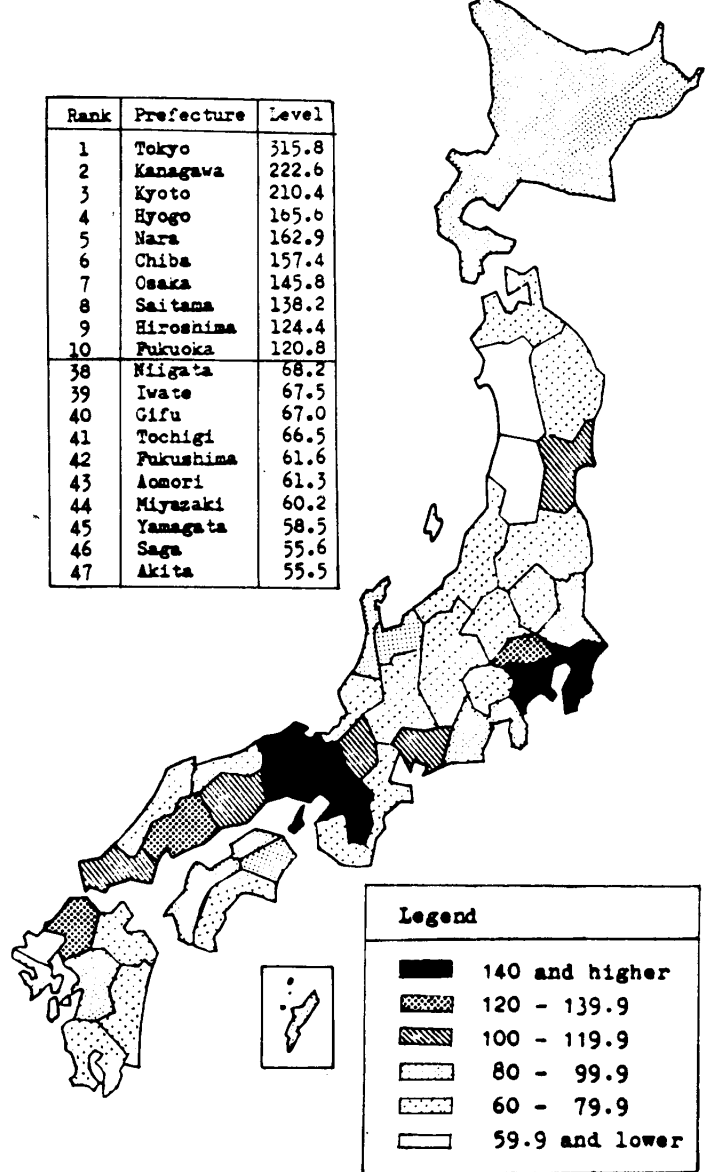 Rank Prefecture Level
1 Tokyo 315.8
2 Kanagawa 222.6
3 Kyoto 210.4
4 Hyogo 165.6
5 Nara 162.9
6 Chiba 157.4
7 Osaka 145.8
8 Saitama 138.2
9 Hiroshima 124.4
10 Fukuoka 120.8
38 Niigata 68.2
39 Iwate 67.5
40 Gifu 67.0
41 Tochigi 66.5
42 Fukushima 61.6
43 Aomori 61.3
44 Miyazaki 60.2
45 Yamagata 58.5
46 Saga 55.6
47 Akita 55.5
Legend
140 and higher
120 - 139.9
100 - 119.9
80 - 99.9
60 - 79.9
59.9 and lower